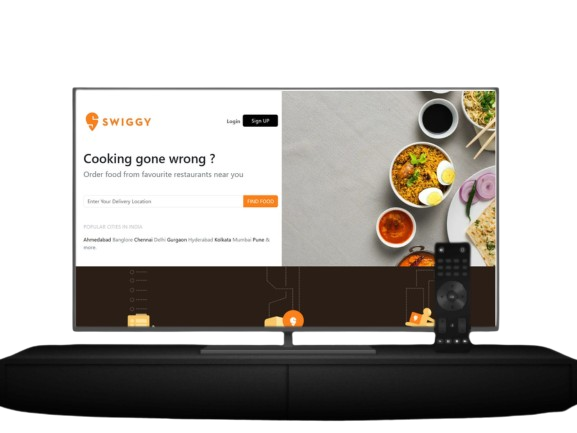 SWIGGY
Login Sign UP
Cooking gone wrong ?
Order food from favourite restaurants near you
Enter Your Delivery Location FIND FOOD
POPULAR CITIES IN INDIA
Ahmedabad Banglore Chennai Delhi Gurgaon Hyderabad Kolkata Mumbai Pune &
more.